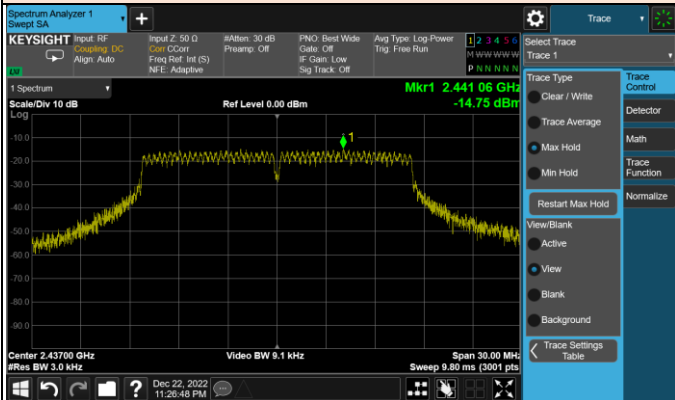 Spectrum Analyzer 1
Swept SA
+
Trace
KEYSIGHT
Input: RF
Coupling: DC
Align: Auto
Input Z: 50 Ω
Corr CCorr
Freq Ref: Int (S)
NFE: Adaptive
#Atten: 30 dB
Preamp: Off
PNO: Best Wide
Gate: Off
IF Gain: Low
Sig Track: Off
Avg Type: Log-Power
Trig: Free Run
1 2 3 4 5 6
M W W W W W
P N N N N N
Select Trace
Trace 1
1 Spectrum
Mkr1 2.441 06 GHz
-14.75 dBm
Scale/Div 10 dB
Ref Level 0.00 dBm
Log
1
-10.0
-20.0
-30.0
-40.0
-50.0
-60.0
-70.0
-80.0
-90.0
Center 2.43700 GHz
#Res BW 3.0 kHz
Video BW 9.1 kHz
Span 30.00 MHz
Sweep 9.80 ms (3001 pts
Trace Type
Clear / Write
Trace Average
Max Hold
Min Hold
Restart Max Hold
View/Blank
Active
View
Blank
Background
Trace Settings
Table
Trace
Control
Detector
Math
Trace
Function
Normalize
?
Dec 22, 2022
11:26:48 PM